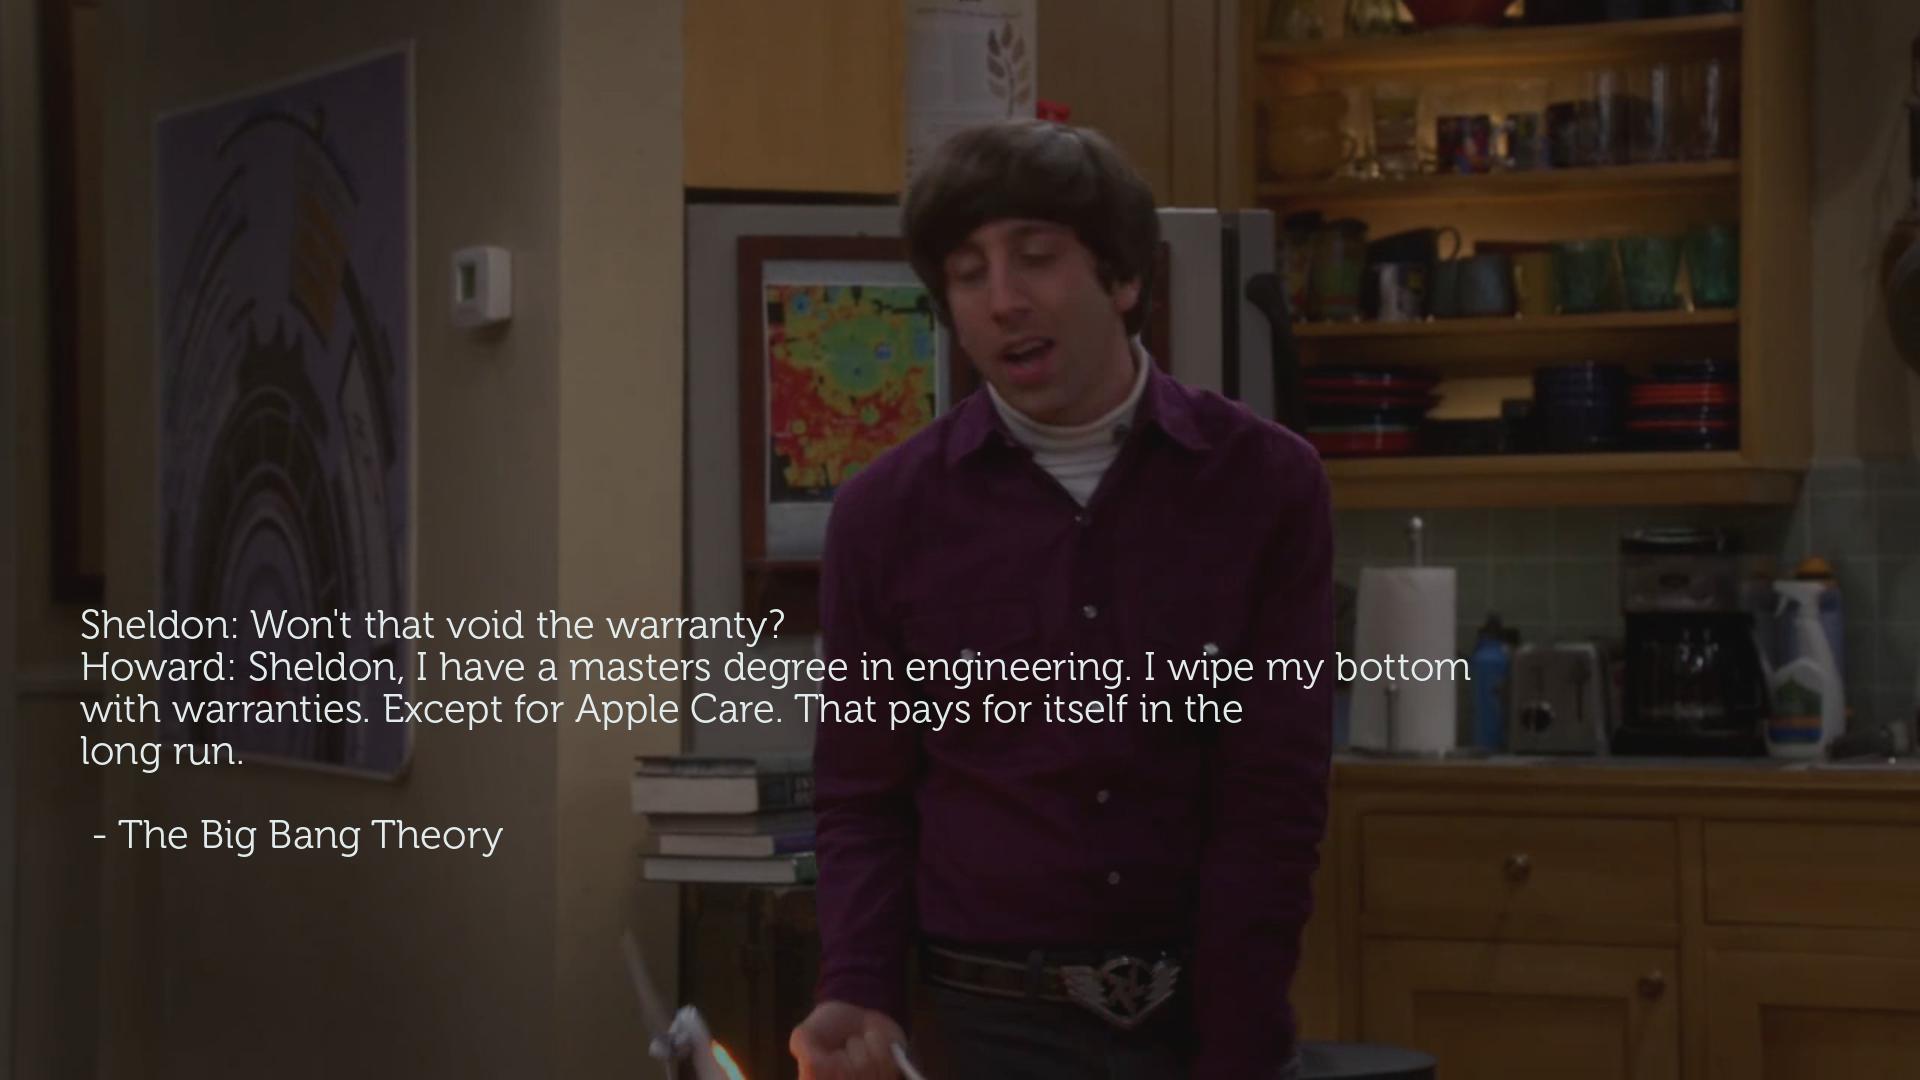 Sheldon: Won't that void the warranty?
Howard: Sheldon, I have a masters degree in engineering. I wipe my bottom
with warranties. Except for Apple Care. That pays for itself in the
long run.
- The Big Bang Theory